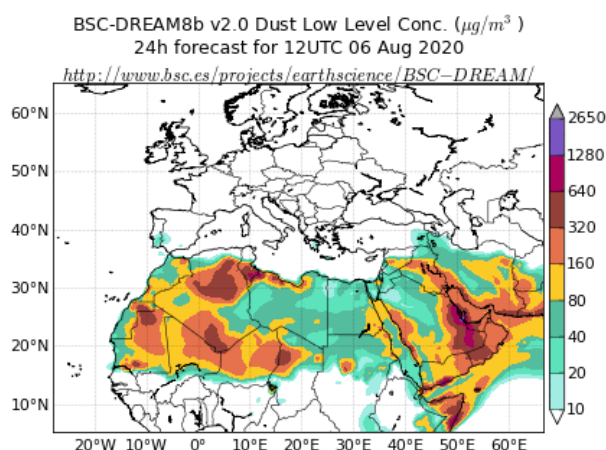 BSC-DREAM8b v2.0 Dust Low Level Conc. (μg/m³ )
24h forecast for 12UTC 06 Aug 2020
http://www.bsc.es/projects/earthscience/BSC−DREAM/
60°N
50°N
40°N
30°N
20°N
10°N
20°W 10°W 0° 10°E 20°E 30°E 40°E 50°E 60°E
2650
1280
640
320
160
80
40
20
10